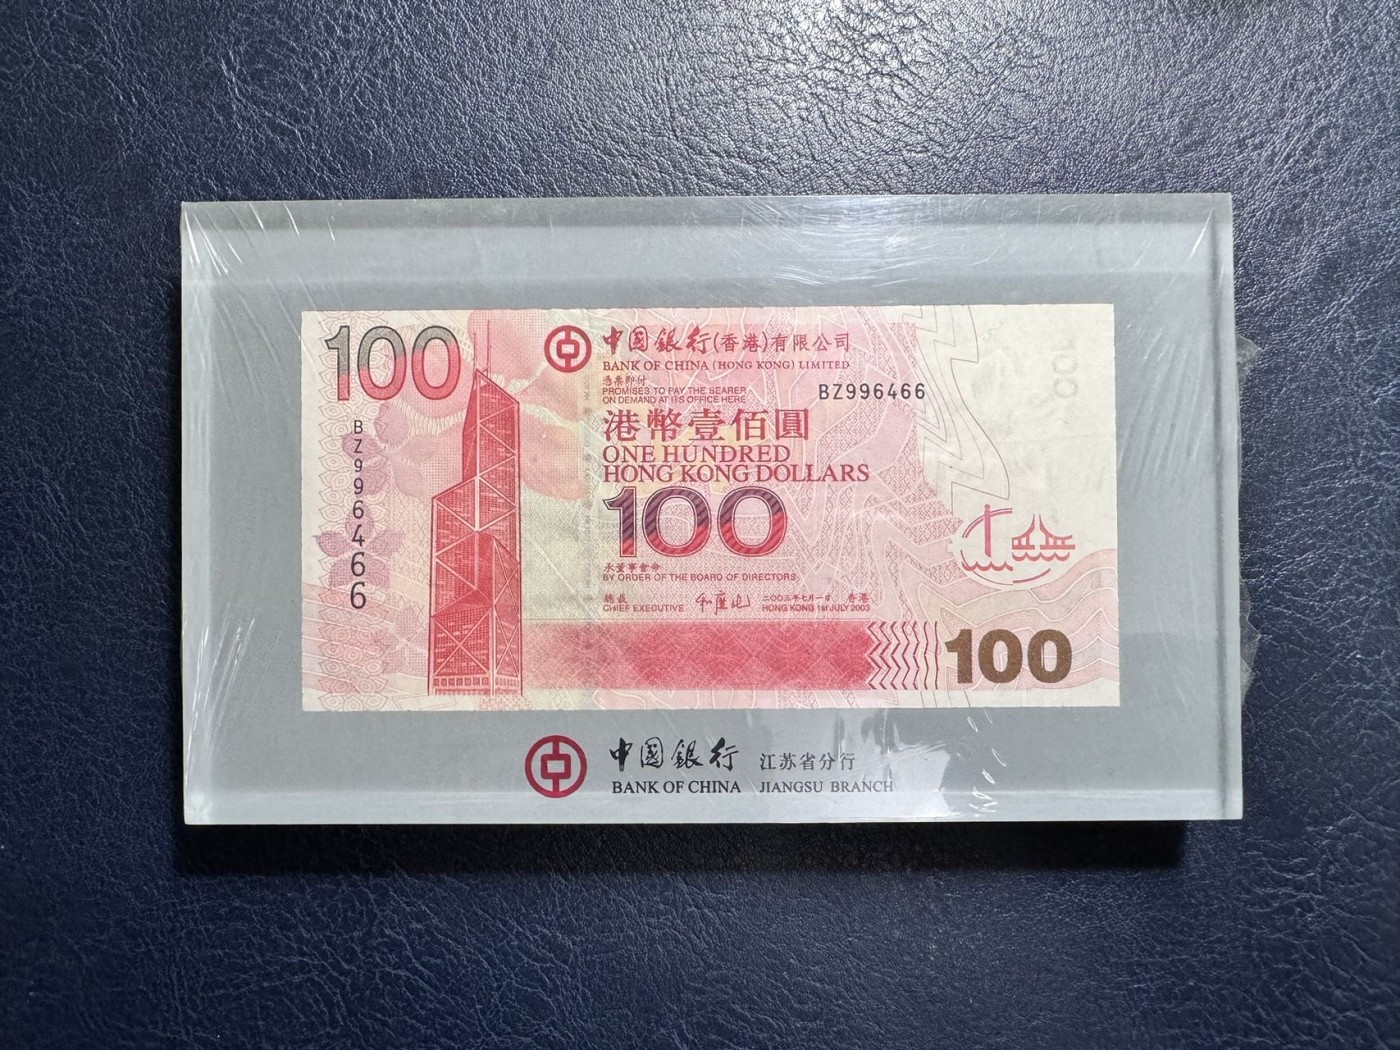 100
中國銀行(香港)有限公司
BANK OF CHINA (HONG KONG) LIMITED
憑票即付
PROMISES TO PAY THE BEARER
ON DEMAND AT ITS OFFICE HERE
BZ996466
港幣壹佰圓
ONE HUNDRED
HONG KONG DOLLARS
100
BZ996466
永董事會命
BY ORDER OF THE BOARD OF DIRECTORS
總裁
CHIEF EXECUTIVE
二〇〇三年七月一日 香港
HONG KONG 1st JULY 2003
100
中國銀行 江苏省分行
BANK OF CHINA JIANGSU BRANCH